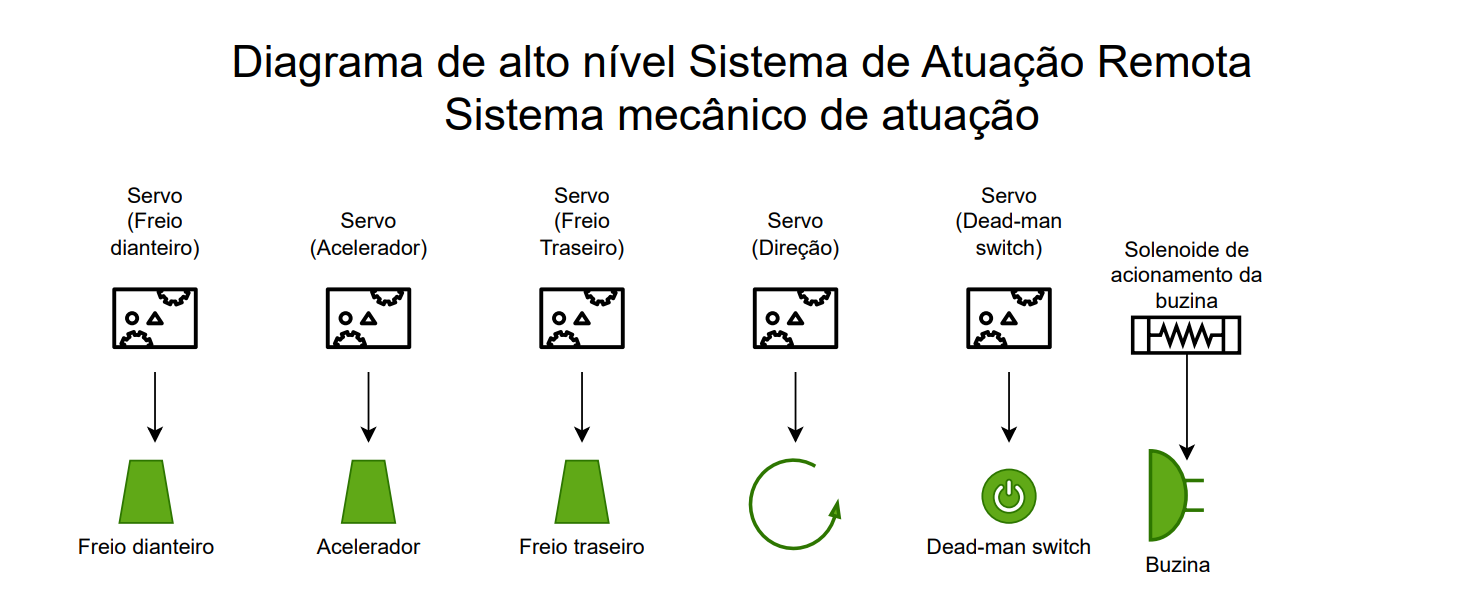 Diagrama de alto nível Sistema de Atuação Remota
Sistema mecânico de atuação
Servo
(Freio
dianteiro)
Servo
(Acelerador)
Servo
(Freio
Traseiro)
Servo
(Direção)
Servo
(Dead-man
switch)
Solenoide de
acionamento da
buzina
Freio dianteiro
Acelerador
Freio traseiro
Dead-man switch
Buzina